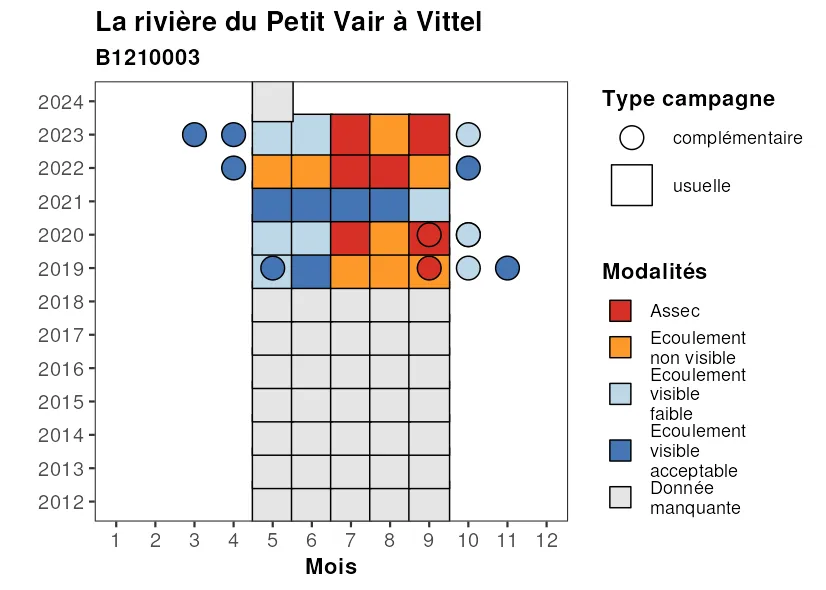 La rivière du Petit Vair à Vittel
B1210003
2024
2023
2022
2021
2020
2019
2018
2017
2016
2015
2014
2013
2012
1 2 3 4 5 6 7 8 9 10 11 12
Mois
Type campagne
complémentaire
usuelle
Modalités
Assec
Ecoulement
non visible
Ecoulement
visible
faible
Ecoulement
visible
acceptable
Donnée
manquante